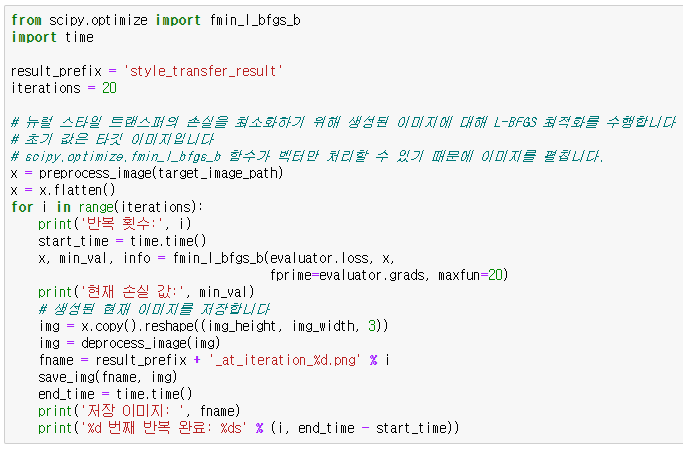 from scipy.optimize import fmin_l_bfgs_b
import time

result_prefix = 'style_transfer_result'
iterations = 20

# 뉴럴 스타일 트랜스퍼의 손실을 최소화하기 위해 생성된 이미지에 대해 L-BFGS 최적화를 수행합니다
# 초기 값은 타깃 이미지입니다
# scipy.optimize.fmin_l_bfgs_b 함수가 벡터만 처리할 수 있기 때문에 이미지를 펼칩니다.
x = preprocess_image(target_image_path)
x = x.flatten()
for i in range(iterations):
    print('반복 횟수:', i)
    start_time = time.time()
    x, min_val, info = fmin_l_bfgs_b(evaluator.loss, x,
                                     fprime=evaluator.grads, maxfun=20)
    print('현재 손실 값:', min_val)
    # 생성된 현재 이미지를 저장합니다
    img = x.copy().reshape((img_height, img_width, 3))
    img = deprocess_image(img)
    fname = result_prefix + '_at_iteration_%d.png' % i
    save_img(fname, img)
    end_time = time.time()
    print('저장 이미지: ', fname)
    print('%d 번째 반복 완료: %ds' % (i, end_time - start_time))